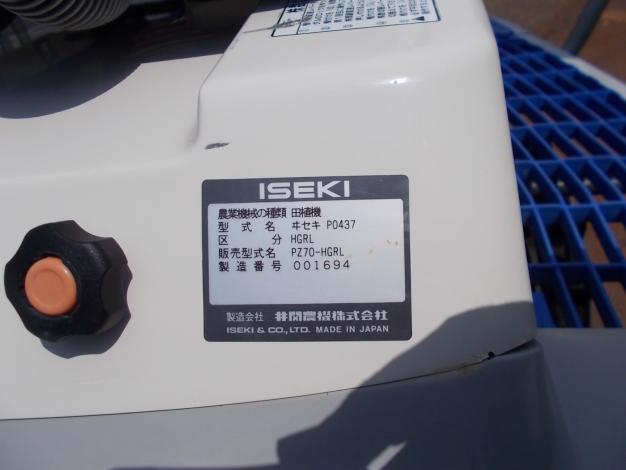 ISEKI
農業機械の種類 田植機
型式名 ヰセキ P0437
区分 HGRL
販売型式名 PZ70-HGRL
製造番号 001694
製造会社 井関農機株式会社
ISEKI & CO., LTD. MADE IN JAPAN